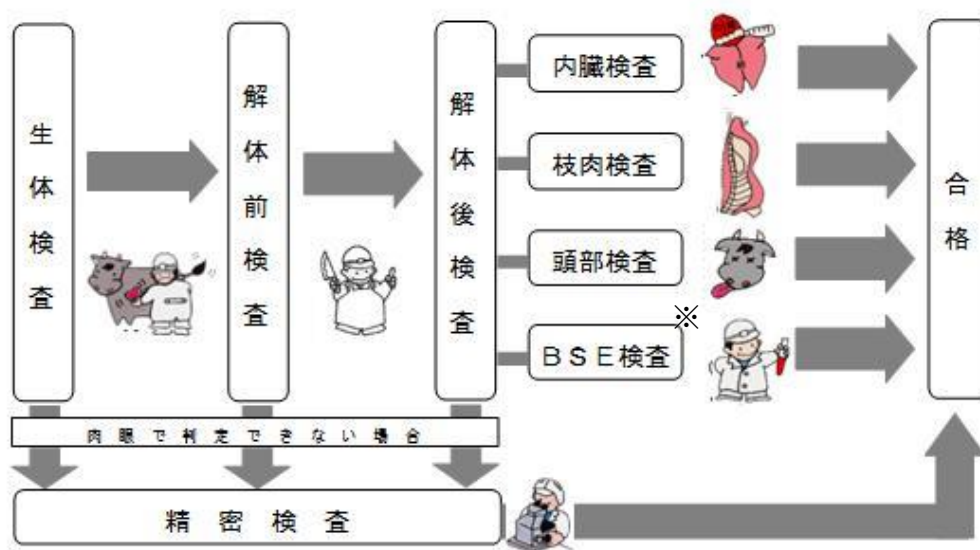 生体検査
解体前検査
解体後検査
内臓検査
枝肉検査
頭部検査
※
ＢＳＥ検査
合格
肉眼で判定できない場合
精密検査